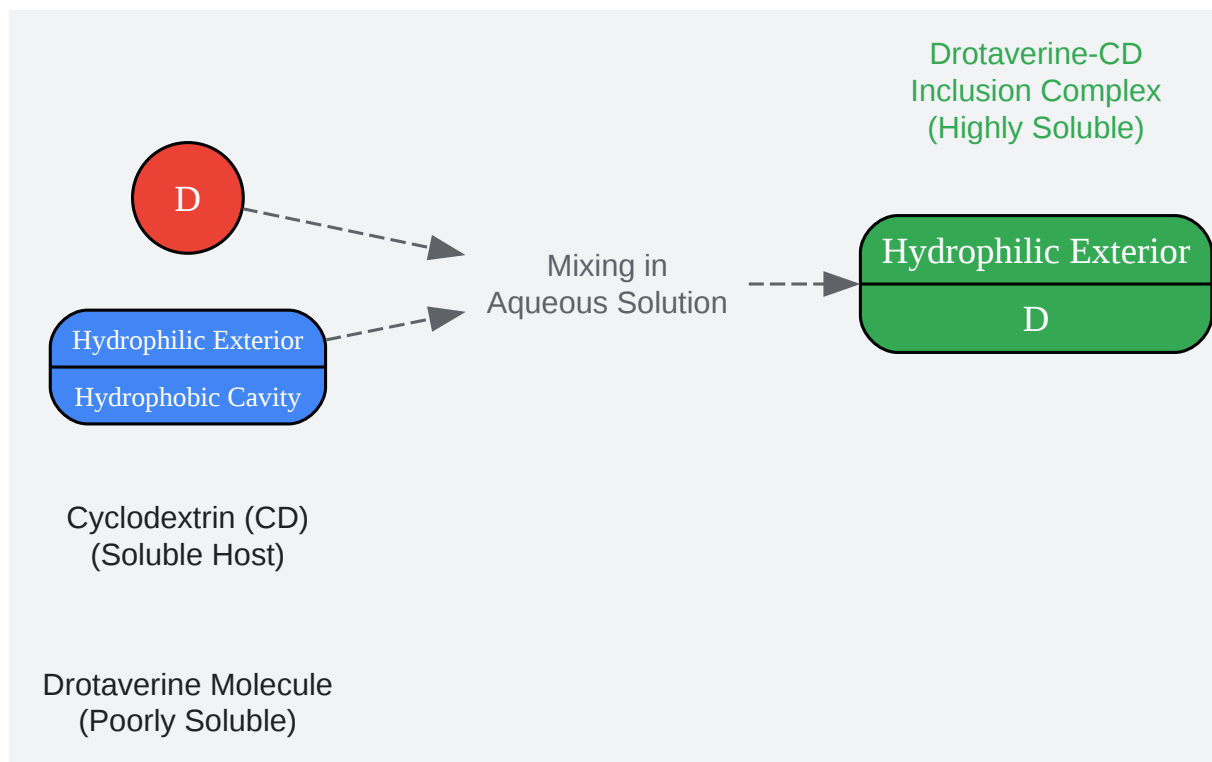 Drotaverine-CD
Inclusion Complex
(Highly Soluble)
D
Hydrophilic Exterior
Hydrophobic Cavity
Mixing in
Aqueous Solution
Hydrophilic Exterior
D
Cyclodextrin (CD)
(Soluble Host)
Drotaverine Molecule
(Poorly Soluble)